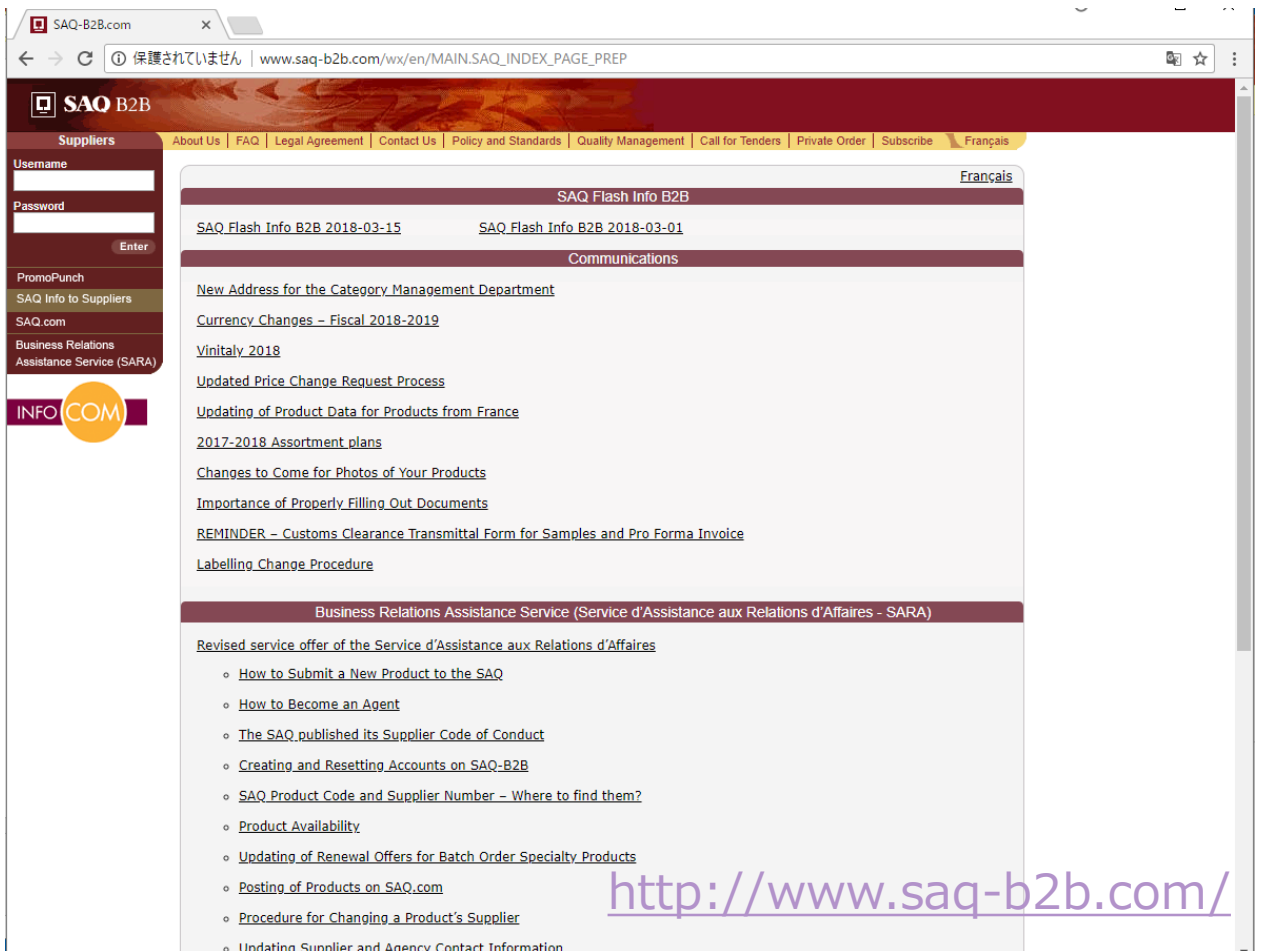 SAQ-B2B.com
保護されていません | www.saq-b2b.com/wx/en/MAIN.SAQ_INDEX_PAGE_PREP
SAQ B2B
Suppliers
About Us | FAQ | Legal Agreement | Contact Us | Policy and Standards | Quality Management | Call for Tenders | Private Order | Subscribe
Français
Username
Password
Enter
PromoPunch
SAQ Info to Suppliers
SAQ.com
Business Relations
Assistance Service (SARA)
INFO COM
Français
SAQ Flash Info B2B
SAQ Flash Info B2B 2018-03-15
SAQ Flash Info B2B 2018-03-01
Communications
New Address for the Category Management Department
Currency Changes – Fiscal 2018-2019
Vinitaly 2018
Updated Price Change Request Process
Updating of Product Data for Products from France
2017-2018 Assortment plans
Changes to Come for Photos of Your Products
Importance of Properly Filling Out Documents
REMINDER – Customs Clearance Transmittal Form for Samples and Pro Forma Invoice
Labelling Change Procedure
Business Relations Assistance Service (Service d'Assistance aux Relations d'Affaires - SARA)
Revised service offer of the Service d'Assistance aux Relations d'Affaires
How to Submit a New Product to the SAQ
How to Become an Agent
The SAQ published its Supplier Code of Conduct
Creating and Resetting Accounts on SAQ-B2B
SAQ Product Code and Supplier Number – Where to find them?
Product Availability
Updating of Renewal Offers for Batch Order Specialty Products
Posting of Products on SAQ.com
Procedure for Changing a Product's Supplier
Updating Supplier and Agency Contact Information
http://www.saq-b2b.com/